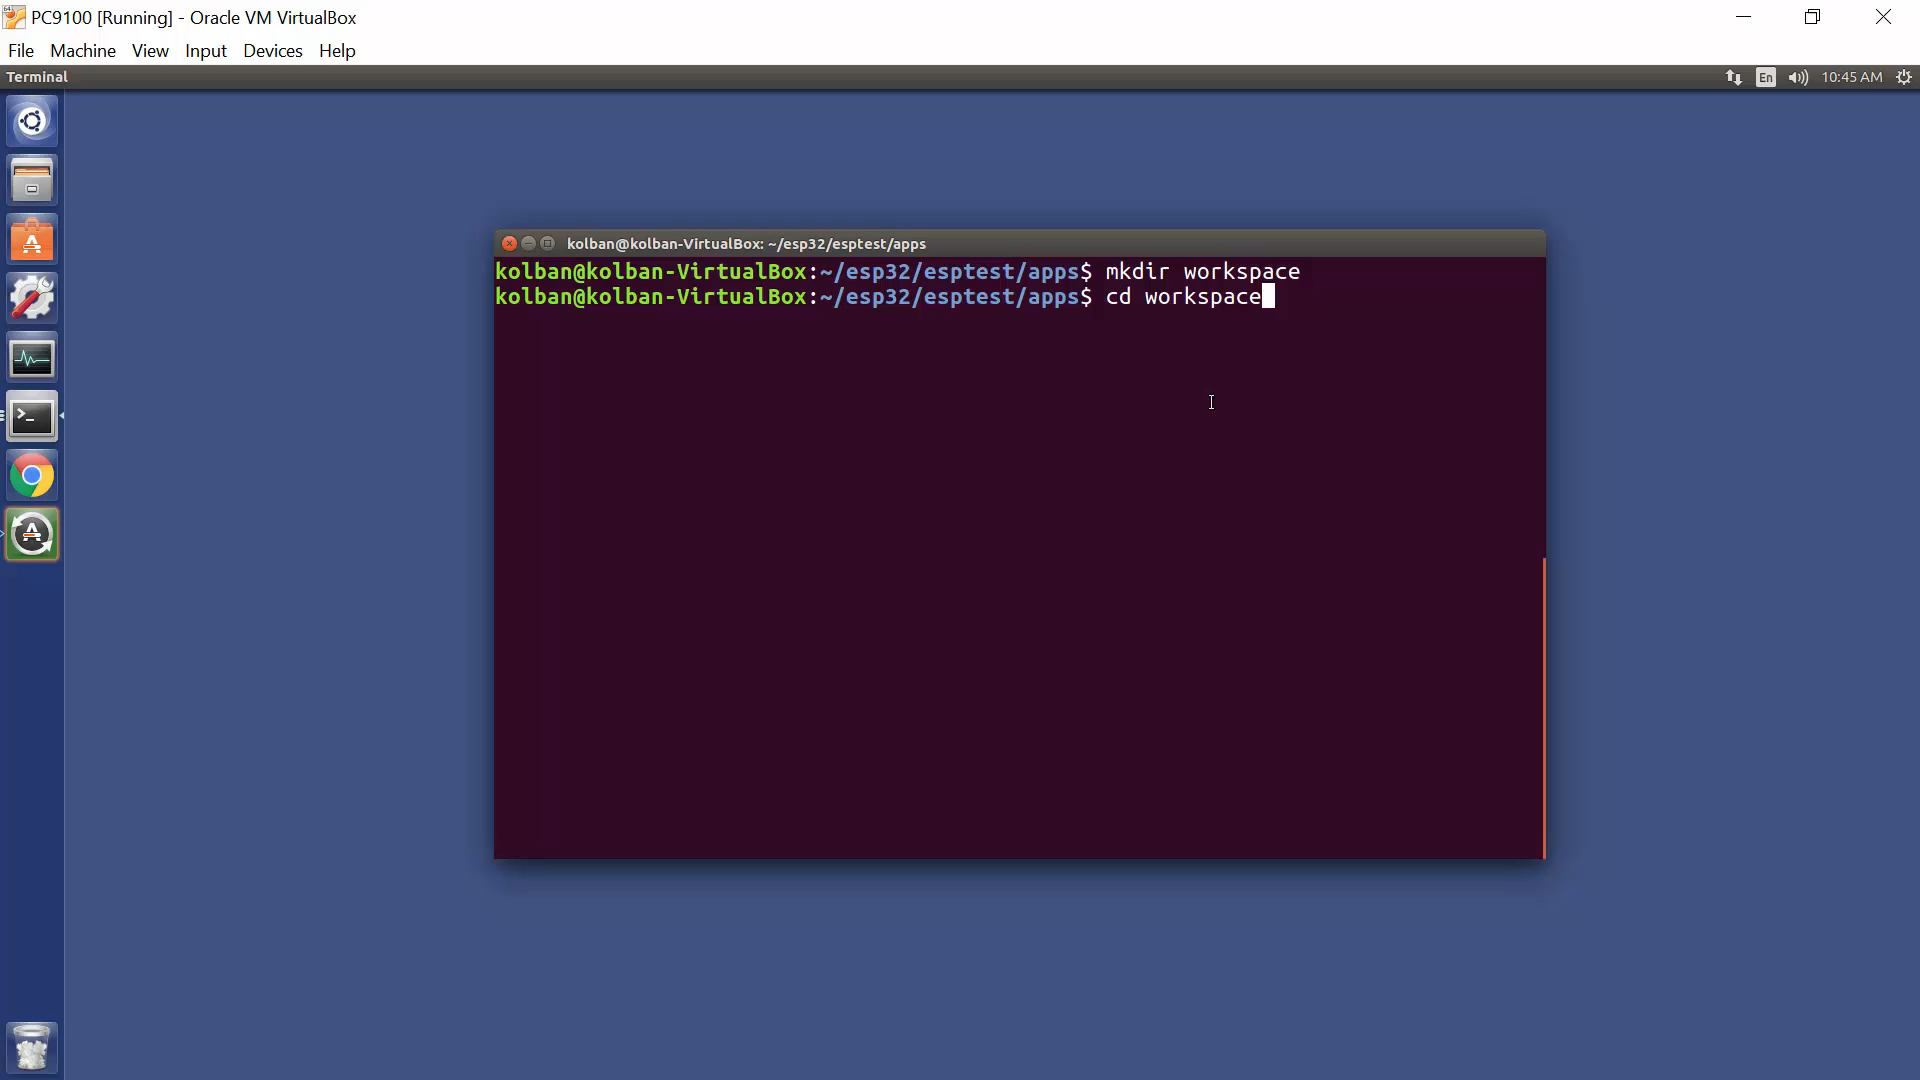 PC9100 [Running] - Oracle VM VirtualBox
File Machine View Input Devices Help
Terminal
En 10:45 AM
kolban@kolban-VirtualBox: ~/esp32/esptest/apps
kolban@kolban-VirtualBox:~/esp32/esptest/apps$ mkdir workspace
kolban@kolban-VirtualBox:~/esp32/esptest/apps$ cd workspace